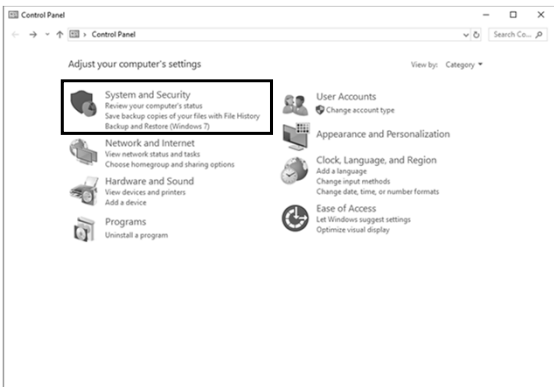 Control Panel
Control Panel
Search Co...
Adjust your computer's settings
View by: Category
System and Security
Review your computer's status
Save backup copies of your files with File History
Backup and Restore (Windows 7)
Network and Internet
View network status and tasks
Choose homegroup and sharing options
Hardware and Sound
View devices and printers
Add a device
Programs
Uninstall a program
User Accounts
Change account type
Appearance and Personalization
Clock, Language, and Region
Add a language
Change input methods
Change date, time, or number formats
Ease of Access
Let Windows suggest settings
Optimize visual display